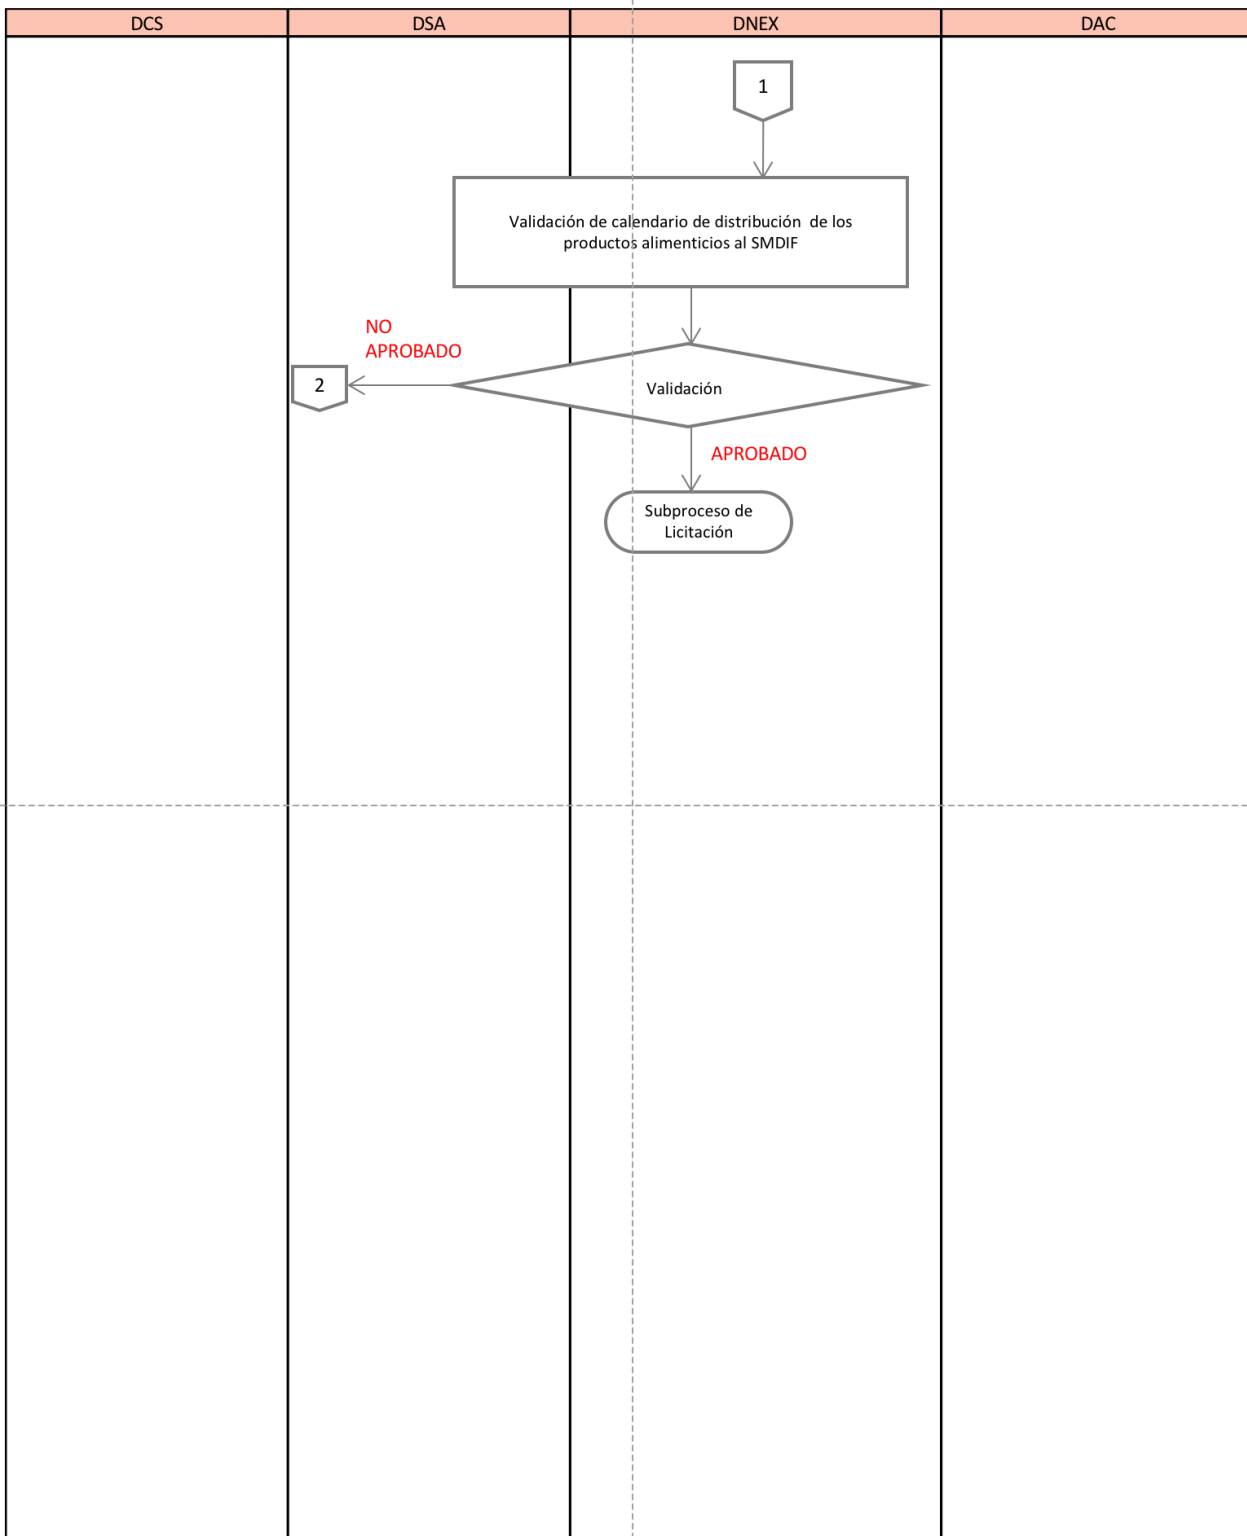 DCS DSA DNEX DAC
1
Validación de calendario de distribución  de los
productos alimenticios al SMDIF
NO
APROBADO
2
Validación
APROBADO
Subproceso de
Licitación